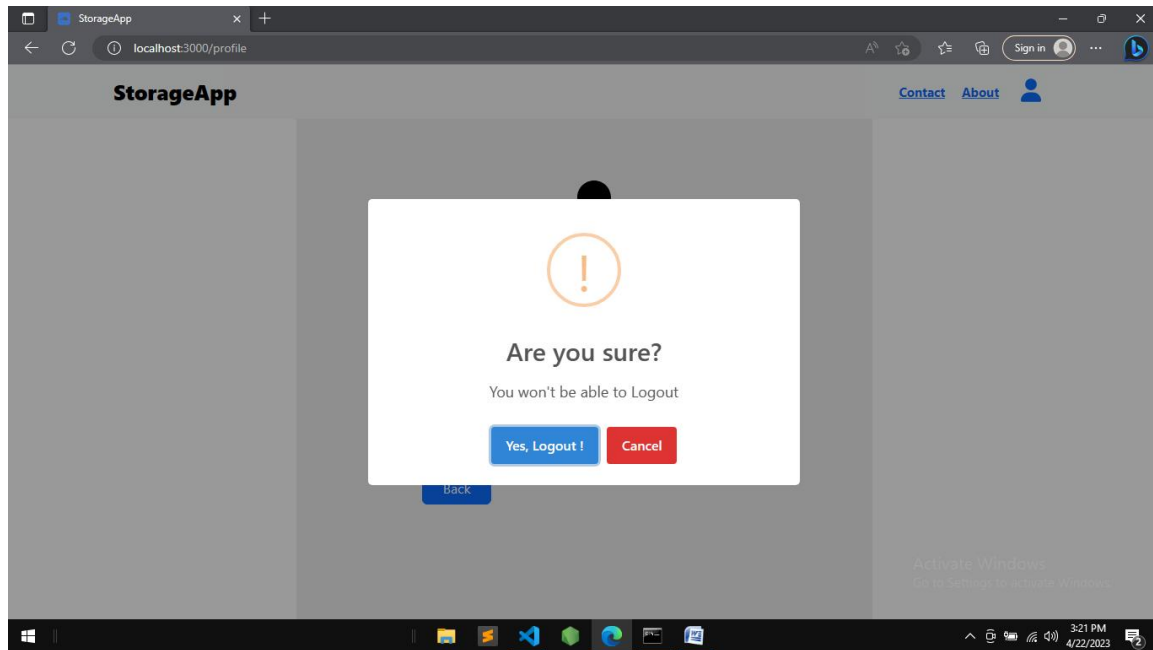 StorageApp
localhost:3000/profile
Sign in
StorageApp
Contact About
!
Are you sure?
You won't be able to Logout
Yes, Logout ! Cancel
Back
Activate Windows
Go to Settings to activate Windows.
3:21 PM
4/22/2023
2